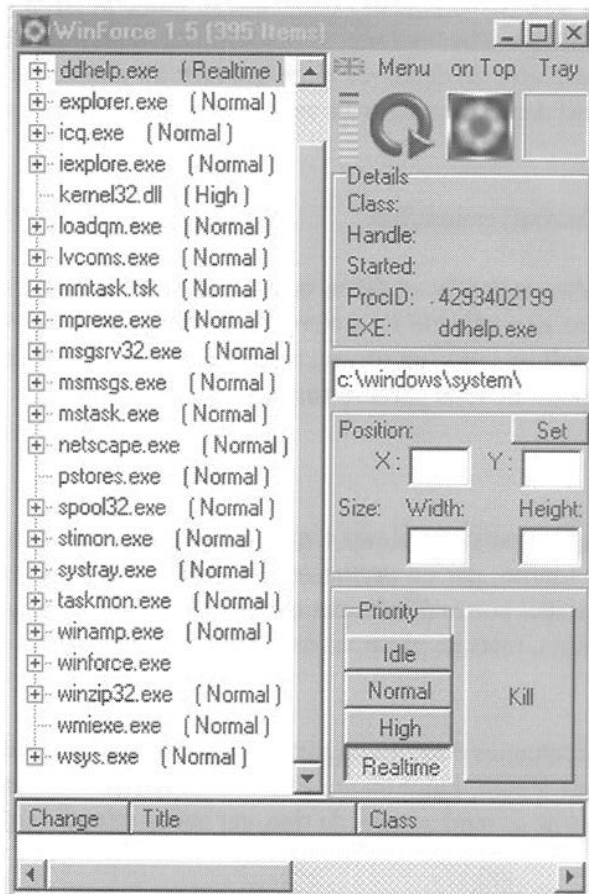 WinForce 1.5 (395 Items)
ddhelp.exe (Realtime)
explorer.exe (Normal)
icq.exe (Normal)
iexplore.exe (Normal)
kernel32.dll (High)
loadqm.exe (Normal)
lvcoms.exe (Normal)
mmtask.tsk (Normal)
mprexe.exe (Normal)
msgsrv32.exe (Normal)
msmsgs.exe (Normal)
mstask.exe (Normal)
netscape.exe (Normal)
pstores.exe (Normal)
spool32.exe (Normal)
stimon.exe (Normal)
systray.exe (Normal)
taskmon.exe (Normal)
winamp.exe (Normal)
winforce.exe
winzip32.exe (Normal)
wmiexe.exe (Normal)
wsys.exe (Normal)
Menu on Top Tray
Details
Class:
Handle:
Started:
ProcID: 4293402199
EXE: ddhelp.exe
c:\windows\system\
Position: Set
X: Y:
Size: Width: Height:
Priority
Idle
Normal
High
Realtime
Kill
Change Title Class